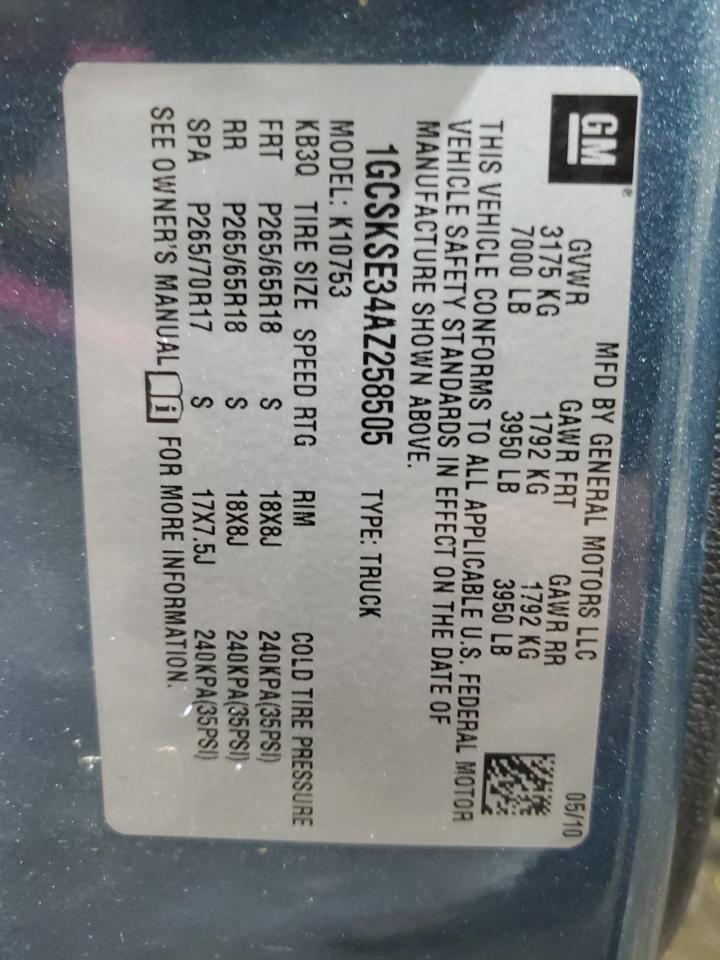 GM®
MFD BY GENERAL MOTORS LLC 05/10
GVWR GAWR FRT GAWR RR
3175 KG 1792 KG 1792 KG
7000 LB 3950 LB 3950 LB
THIS VEHICLE CONFORMS TO ALL APPLICABLE U.S. FEDERAL MOTOR
VEHICLE SAFETY STANDARDS IN EFFECT ON THE DATE OF
MANUFACTURE SHOWN ABOVE.
1GCSKSE34AZ258505 TYPE: TRUCK
MODEL: K10753
KB3Q TIRE SIZE SPEED RTG RIM COLD TIRE PRESSURE
FRT P265/65R18 S 18X8J 240KPA(35PSI)
RR P265/65R18 S 18X8J 240KPA(35PSI)
SPA P265/70R17 S 17X7.5J 240KPA(35PSI)
SEE OWNER'S MANUAL i FOR MORE INFORMATION.